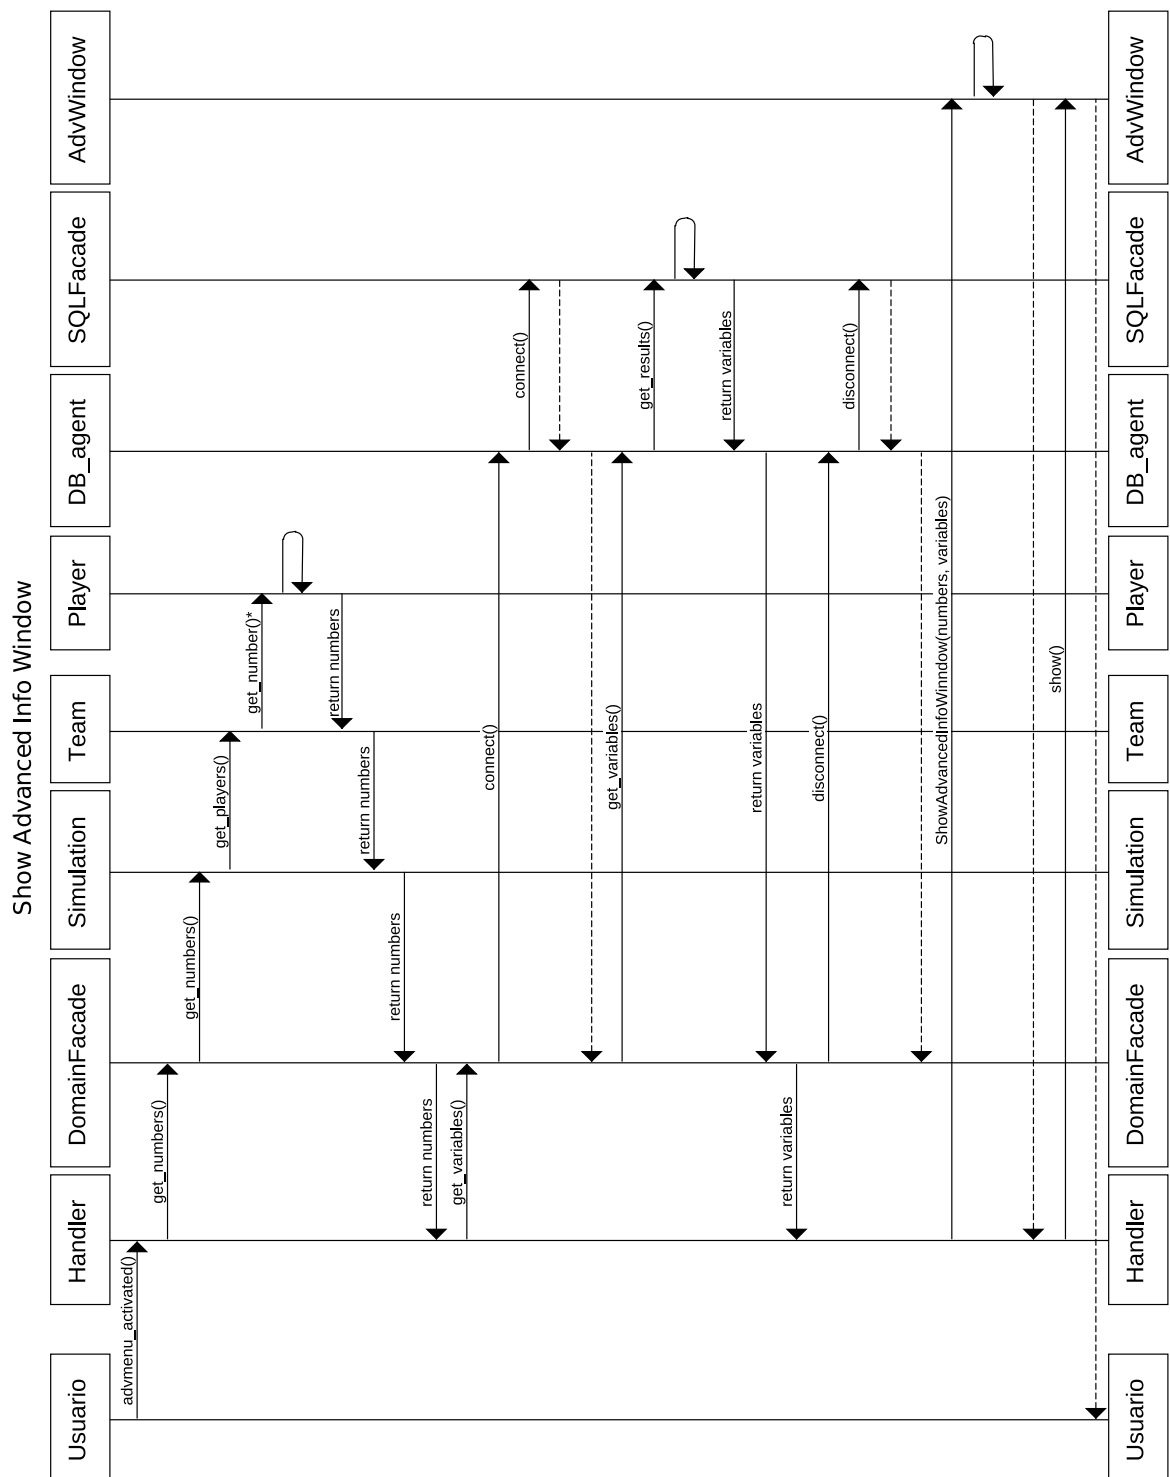 Show Advanced Info Window
Usuario
Handler
DomainFacade
Simulation
Team
Player
DB_agent
SQLFacade
AdvWindow
advmenu_activated()
get_numbers()
get_numbers()
get_players()
get_number()*
return numbers
return numbers
return numbers
return numbers
get_variables()
connect()
connect()
get_variables()
get_results()
return variables
return variables
return variables
disconnect()
disconnect()
ShowAdvancedInfoWinndow(numbers, variables)
show()
Usuario
Handler
DomainFacade
Simulation
Team
Player
DB_agent
SQLFacade
AdvWindow